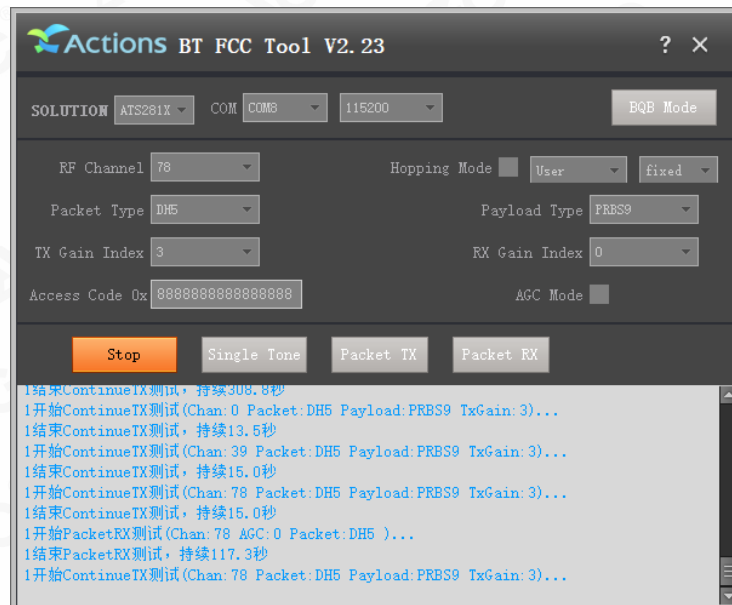 Actions BT FCC Tool V2.23 ? ×
SOLUTION ATS281X COM COM8 115200 BQB Mode
RF Channel 78 Hopping Mode User fixed
Packet Type DH5 Payload Type PRBS9
TX Gain Index 3 RX Gain Index 0
Access Code 0x 8888888888888888 AGC Mode
Stop Single Tone Packet TX Packet RX
1结束ContinueTX测试，持续308.8秒
1开始ContinueTX测试(Chan:0 Packet:DH5 Payload:PRBS9 TxGain:3)...
1结束ContinueTX测试，持续13.5秒
1开始ContinueTX测试(Chan:39 Packet:DH5 Payload:PRBS9 TxGain:3)...
1结束ContinueTX测试，持续15.0秒
1开始ContinueTX测试(Chan:78 Packet:DH5 Payload:PRBS9 TxGain:3)...
1结束ContinueTX测试，持续15.0秒
1开始PacketRX测试(Chan:78 AGC:0 Packet:DH5 )...
1结束PacketRX测试，持续117.3秒
1开始ContinueTX测试(Chan:78 Packet:DH5 Payload:PRBS9 TxGain:3)...